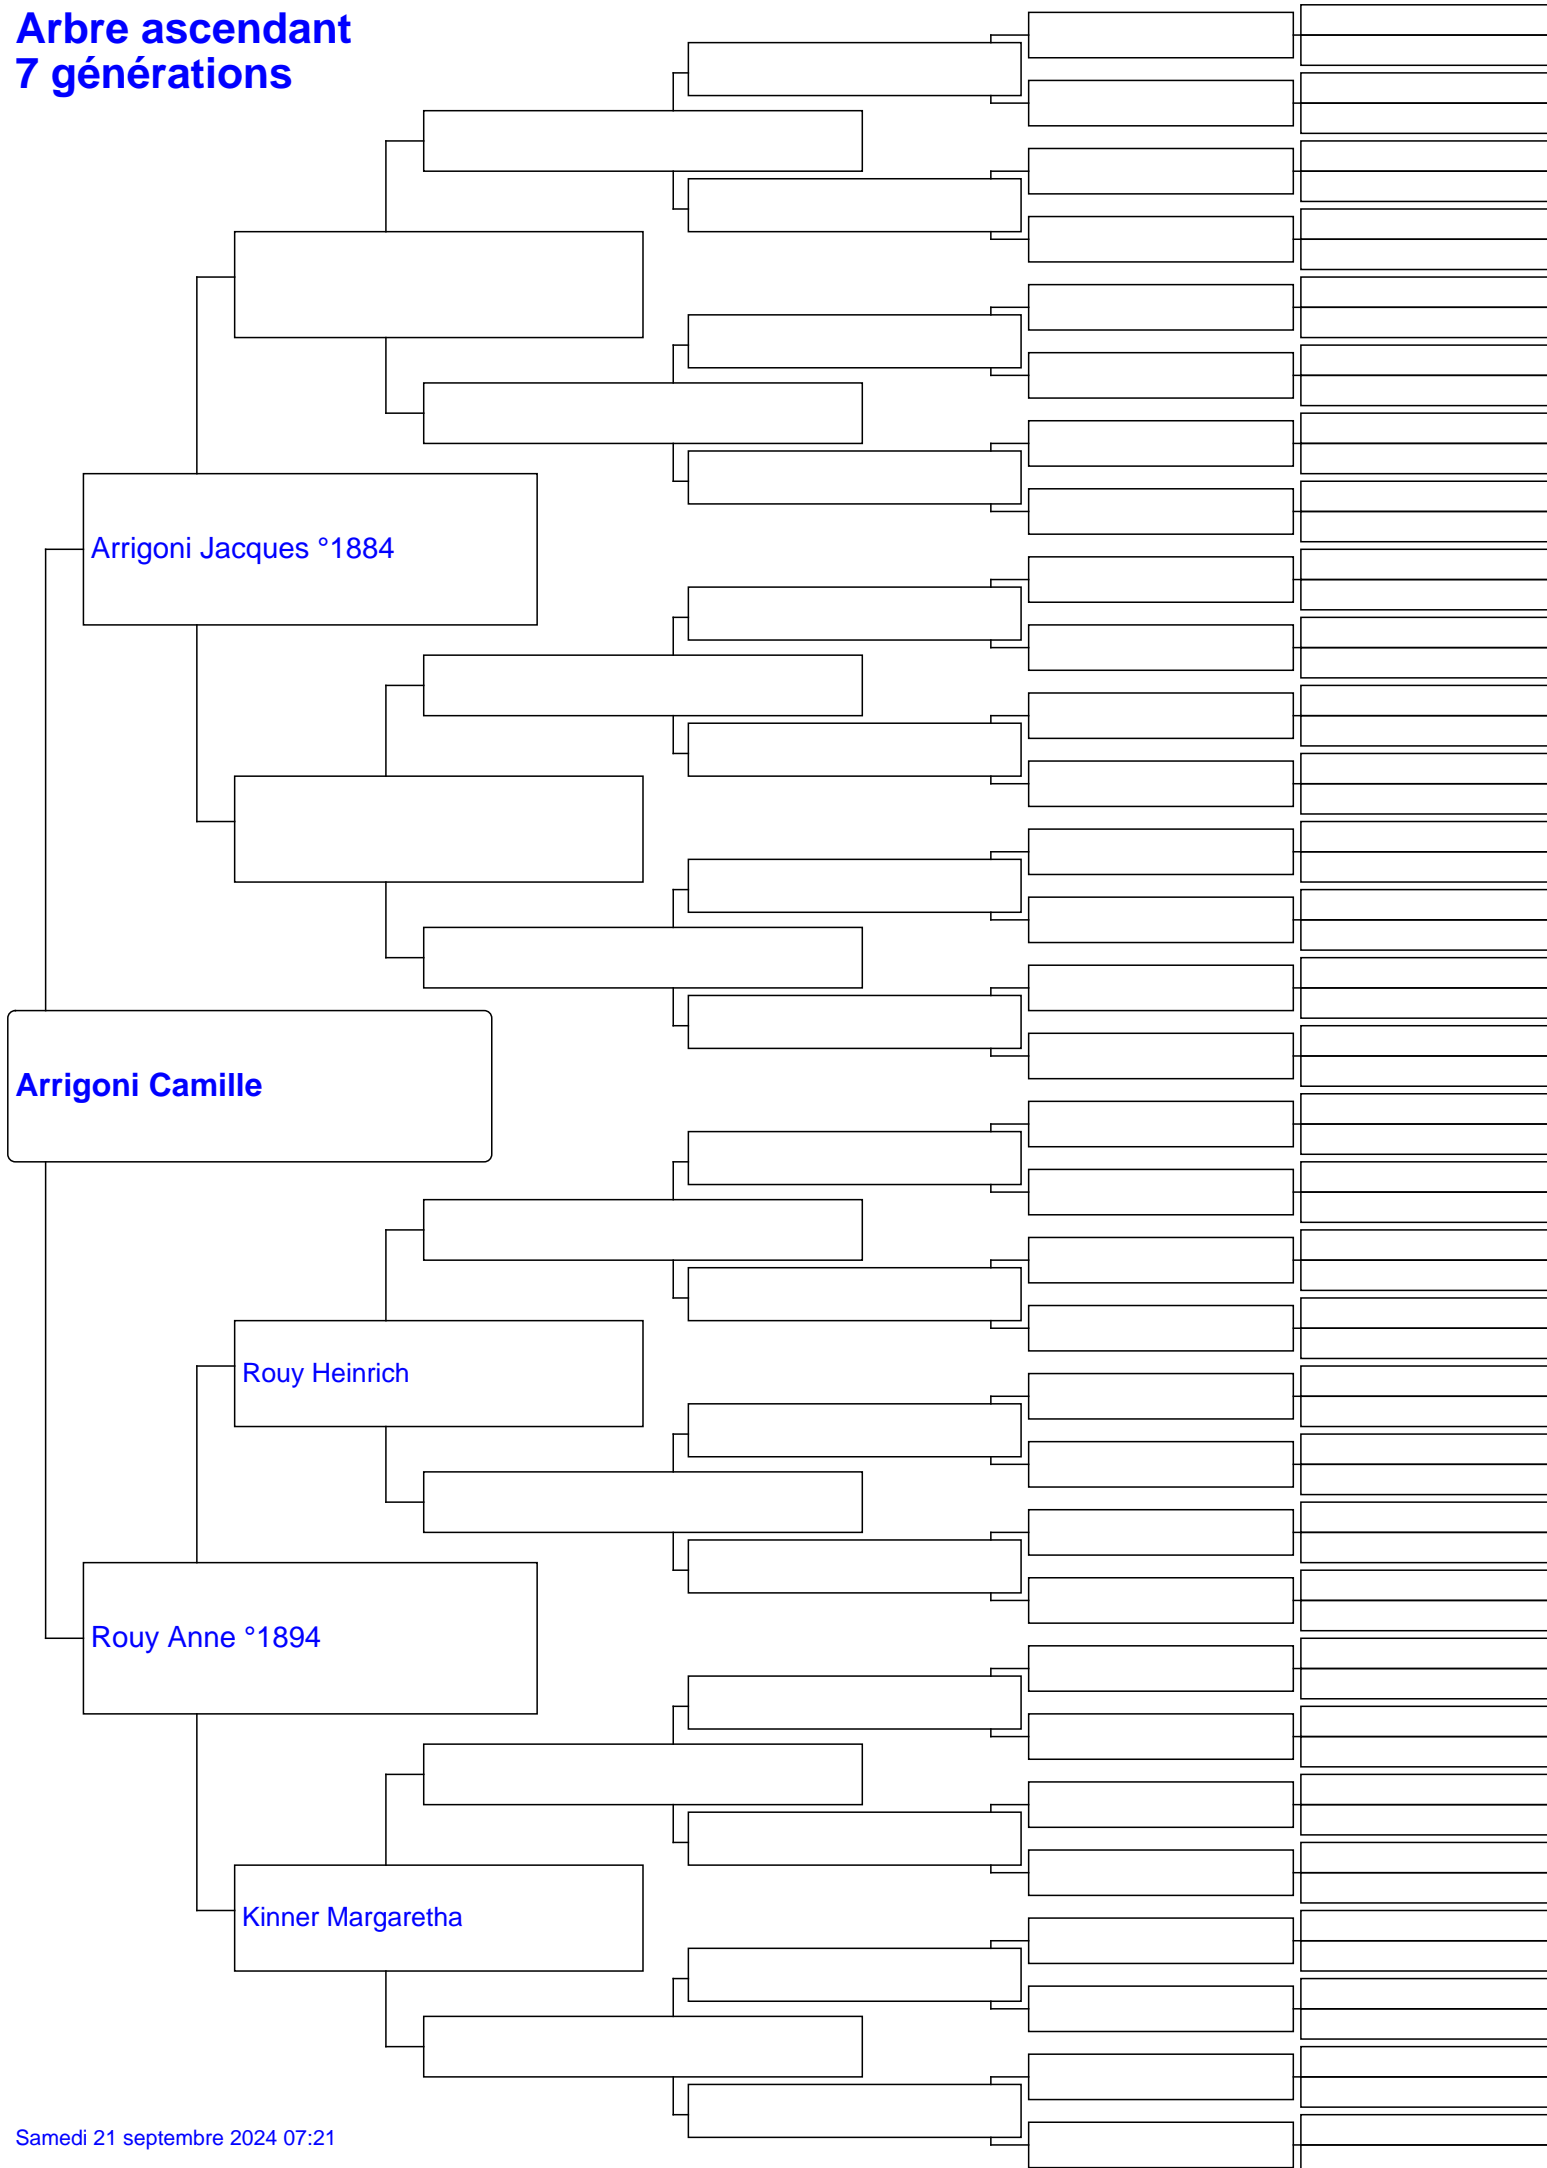 Arbre ascendant
7 générations
Arrigoni Jacques °1884
Arrigoni Camille
Rouy Heinrich
Rouy Anne °1894
Kinner Margaretha
Samedi 21 septembre 2024 07:21